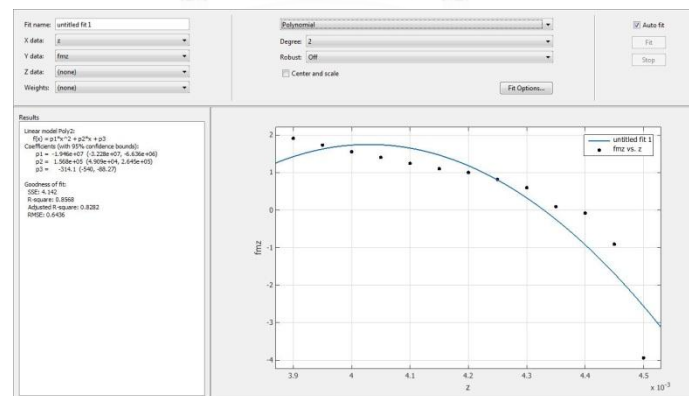 Fit name: untitled fit 1
X data: z
Y data: fmz
Z data: (none)
Weights: (none)
Polynomial
Degree: 2
Robust: Off
Center and scale
Fit Options...
Auto fit
Fit
Stop
Results
Linear model Poly2:
f(x) = p1*x^2 + p2*x + p3
Coefficients (with 95% confidence bounds):
p1 = -1.946e+07 (-3.228e+07, -6.636e+06)
p2 = 1.568e+05 (4.909e+04, 2.645e+05)
p3 = -314.1 (-540, -88.27)
Goodness of fit:
SSE: 4.142
R-square: 0.8568
Adjusted R-square: 0.8282
RMSE: 0.6436
untitled fit 1
fmz vs. z
fmz
2
1
0
-1
-2
-3
-4
3.9 4 4.1 4.2 4.3 4.4 4.5
z
x 10^-3